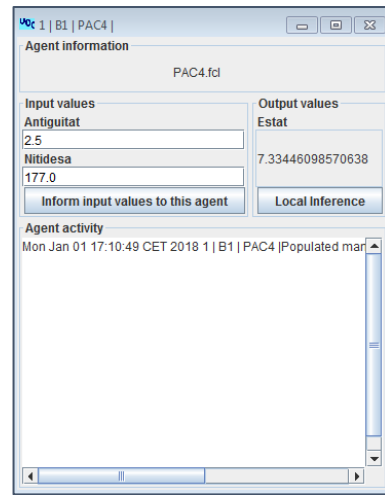 UOC 1 | B1 | PAC4 |
Agent information
PAC4.fcl
Input values
Antiguitat
2.5
Nitidesa
177.0
Inform input values to this agent
Output values
Estat
7.33446098570638
Local Inference
Agent activity
Mon Jan 01 17:10:49 CET 2018 1 | B1 | PAC4 |Populated mar